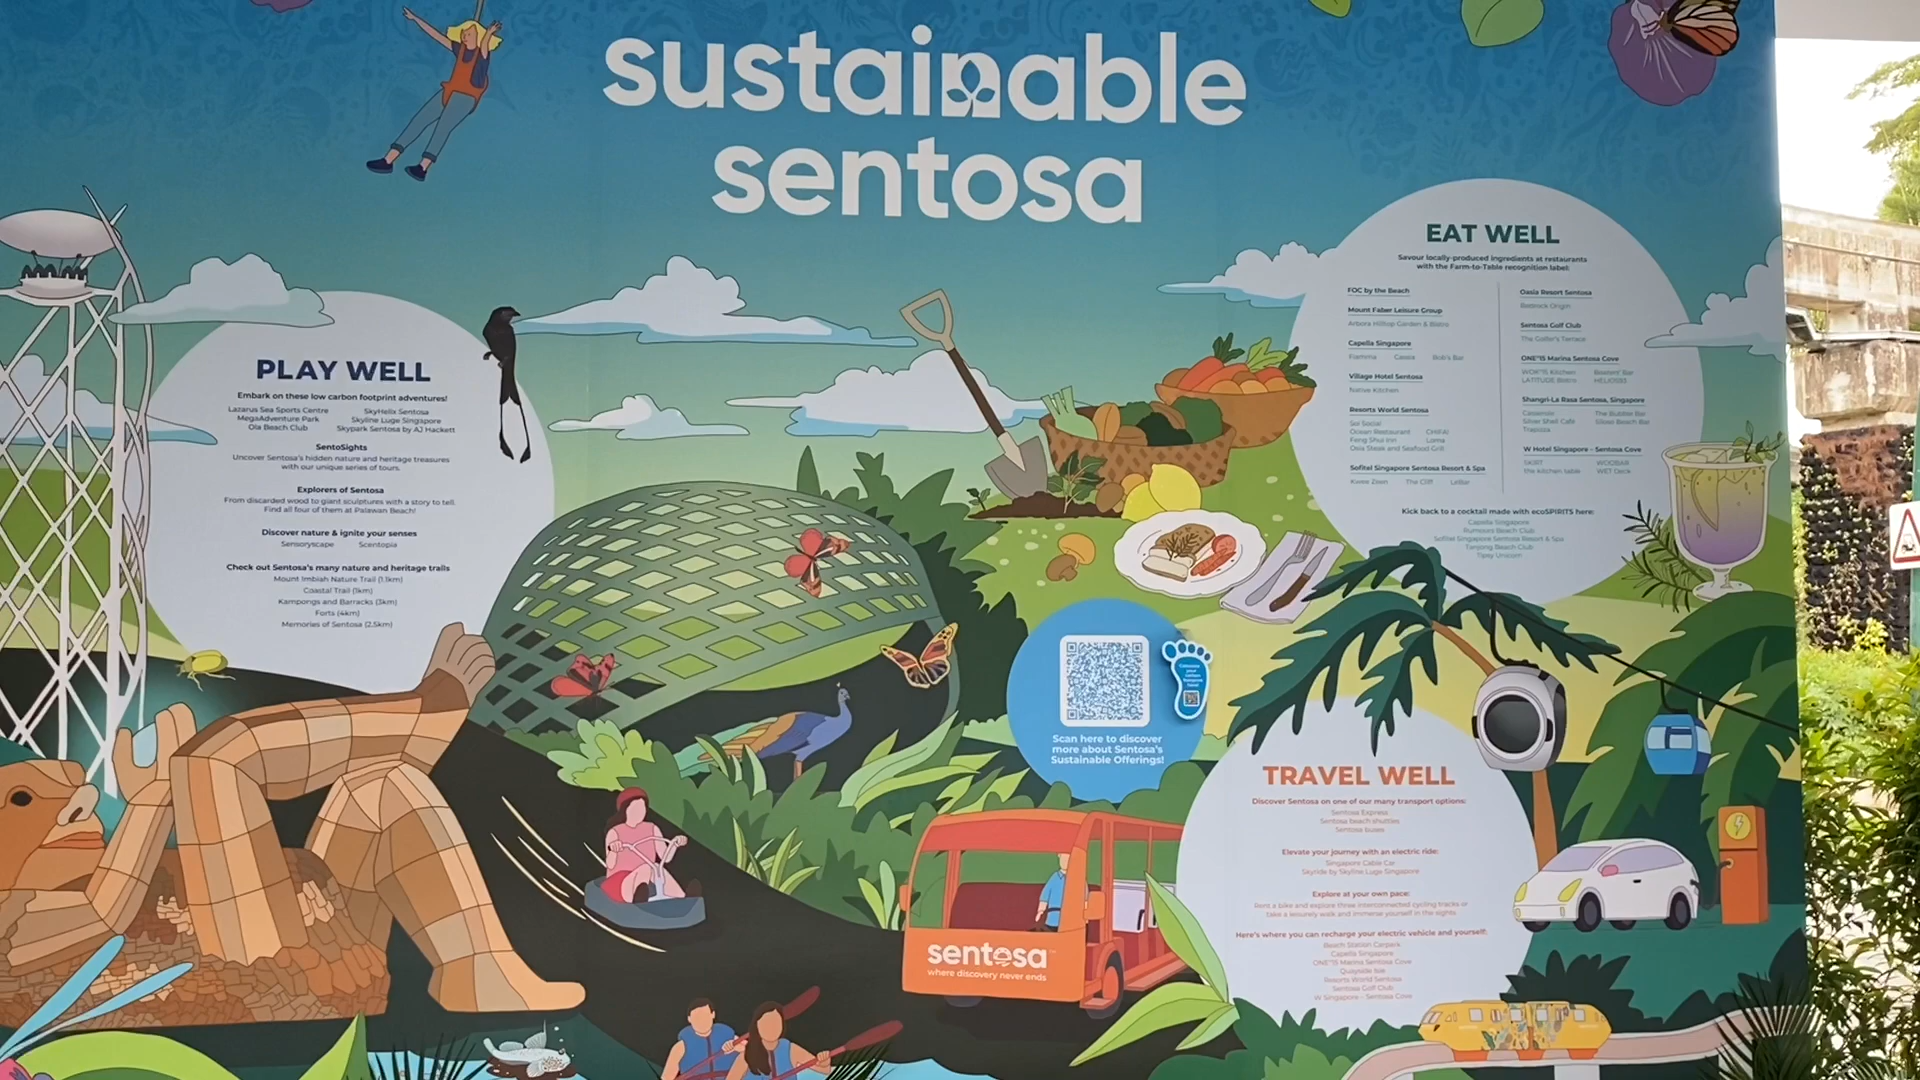 sustainable
sentosa
PLAY WELL
Embark on these low carbon footprint adventures!
Lazarus Sea Sports Centre
MegaAdventure Park
Ola Beach Club
SkyHelix Sentosa
Skyline Luge Singapore
Skypark Sentosa by AJ Hackett
SentoSights
Uncover Sentosa's hidden nature and heritage treasures
with our unique series of tours.
Explorers of Sentosa
From discarded wood to giant sculptures with a story to tell.
Find all four of them at Palawan Beach!
Discover nature & ignite your senses
Sensoryscape Scentopia
Check out Sentosa's many nature and heritage trails
Mount Imbiah Nature Trail (1.1km)
Coastal Trail (1km)
Kampongs and Barracks (3km)
Forts (4km)
Memories of Sentosa (2.5km)
EAT WELL
Savour locally-produced ingredients at restaurants
with the Farm-to-Table recognition label:
FOC by the Beach
Mount Faber Leisure Group
Arbora Hilltop Garden & Bistro
Capella Singapore
Fiamma Cassia Bob's Bar
Village Hotel Sentosa
Native Kitchen
Resorts World Sentosa
Sol Social
Ocean Restaurant CHIFA!
Feng Shui Inn Loma
Osia Steak and Seafood Grill
Sofitel Singapore Sentosa Resort & Spa
Kwee Zeen The Cliff LeBar
Oasia Resort Sentosa
Bedrock Origin
Sentosa Golf Club
The Golfer's Terrace
ONE°15 Marina Sentosa Cove
WOK°15 Kitchen Boaters' Bar
LATITUDE Bistro HELIOS93
Shangri-La Rasa Sentosa, Singapore
Casserole The Bubble Bar
Silver Shell Café Siloso Beach Bar
Trapizza
W Hotel Singapore - Sentosa Cove
SKIRT WOOBAR
the kitchen table WET Deck
Kick back to a cocktail made with ecoSPIRITS here:
Capella Singapore
Rumours Beach Club
Sofitel Singapore Sentosa Resort & Spa
Tanjong Beach Club
Tipsy Unicorn
Scan here to discover
more about Sentosa's
Sustainable Offerings!
TRAVEL WELL
Discover Sentosa on one of our many transport options:
Sentosa Express
Sentosa beach shuttles
Sentosa buses
Elevate your journey with an electric ride:
Singapore Cable Car
Skyride by Skyline Luge Singapore
Explore at your own pace:
Rent a bike and explore those interconnected cycling tracks or
take a leisurely walk and immerse yourself in the sights
Here's where you can recharge your electric vehicle and yourself:
Beach Station Carpark
Capella Singapore
ONE°15 Marina Sentosa Cove
Quayside Isle
Resorts World Sentosa
Sentosa Golf Club
W Singapore - Sentosa Cove
sentosa
where discovery never ends